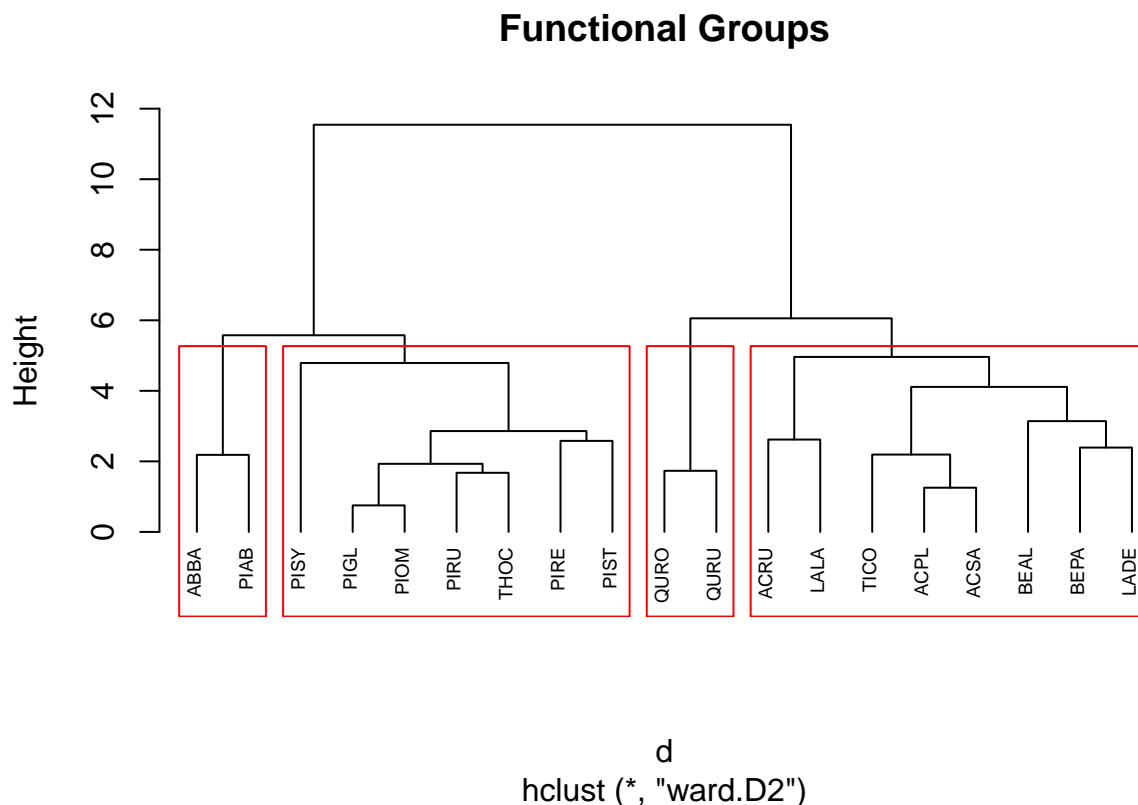 Functional Groups
Height
12
10
8
6
4
2
0
ABBA
PIAB
PISY
PIGL
PIOM
PIRU
THOC
PIRE
PIST
QURO
QURU
ACRU
LALA
TICO
ACPL
ACSA
BEAL
BEPA
LADE
d
hclust (*, "ward.D2")